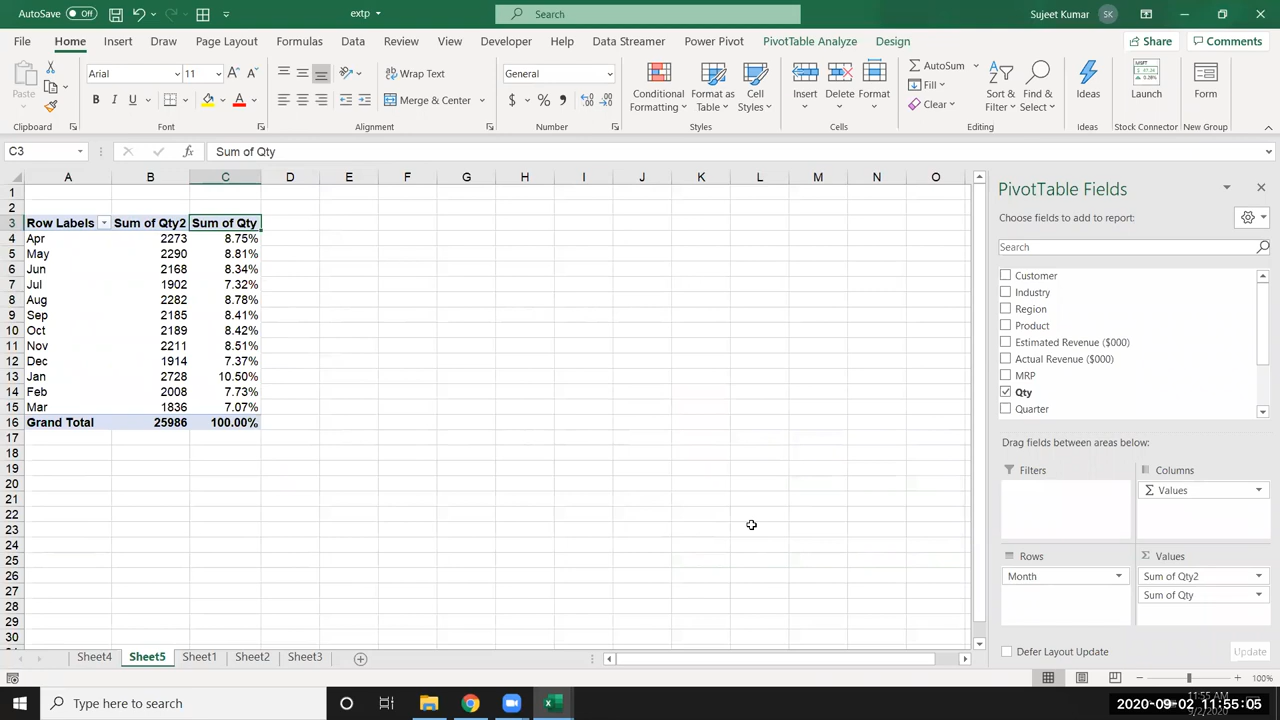 AutoSave Off extp Search Sujeet Kumar SK
File Home Insert Draw Page Layout Formulas Data Review View Developer Help Data Streamer Power Pivot PivotTable Analyze Design Share Comments
Paste Arial 11 Wrap Text General Conditional Formatting Format as Table Cell Styles Insert Delete Format AutoSum Sort & Filter Find & Select Ideas Launch Form
B I U Merge & Center $ % Fill
Clear
Clipboard Font Alignment Number Styles Cells Editing Ideas Stock Connector New Group
C3 fx Sum of Qty
A B C D E F G H I J K L M N O
1
2
3 Row Labels Sum of Qty2 Sum of Qty
4 Apr 2273 8.75%
5 May 2290 8.81%
6 Jun 2168 8.34%
7 Jul 1902 7.32%
8 Aug 2282 8.78%
9 Sep 2185 8.41%
10 Oct 2189 8.42%
11 Nov 2211 8.51%
12 Dec 1914 7.37%
13 Jan 2728 10.50%
14 Feb 2008 7.73%
15 Mar 1836 7.07%
16 Grand Total 25986 100.00%
17
18
19
20
21
22
23
24
25
26
27
28
29
30
PivotTable Fields
Choose fields to add to report:
Search
Customer
Industry
Region
Product
Estimated Revenue ($000)
Actual Revenue ($000)
MRP
Qty
Quarter
Drag fields between areas below:
Filters Columns
Values
Rows Values
Month Sum of Qty2
Sum of Qty
Defer Layout Update Update
Sheet4 Sheet5 Sheet1 Sheet2 Sheet3
100%
Type here to search
11:55 AM
9/2/2020
2020-09-02 11:55:05